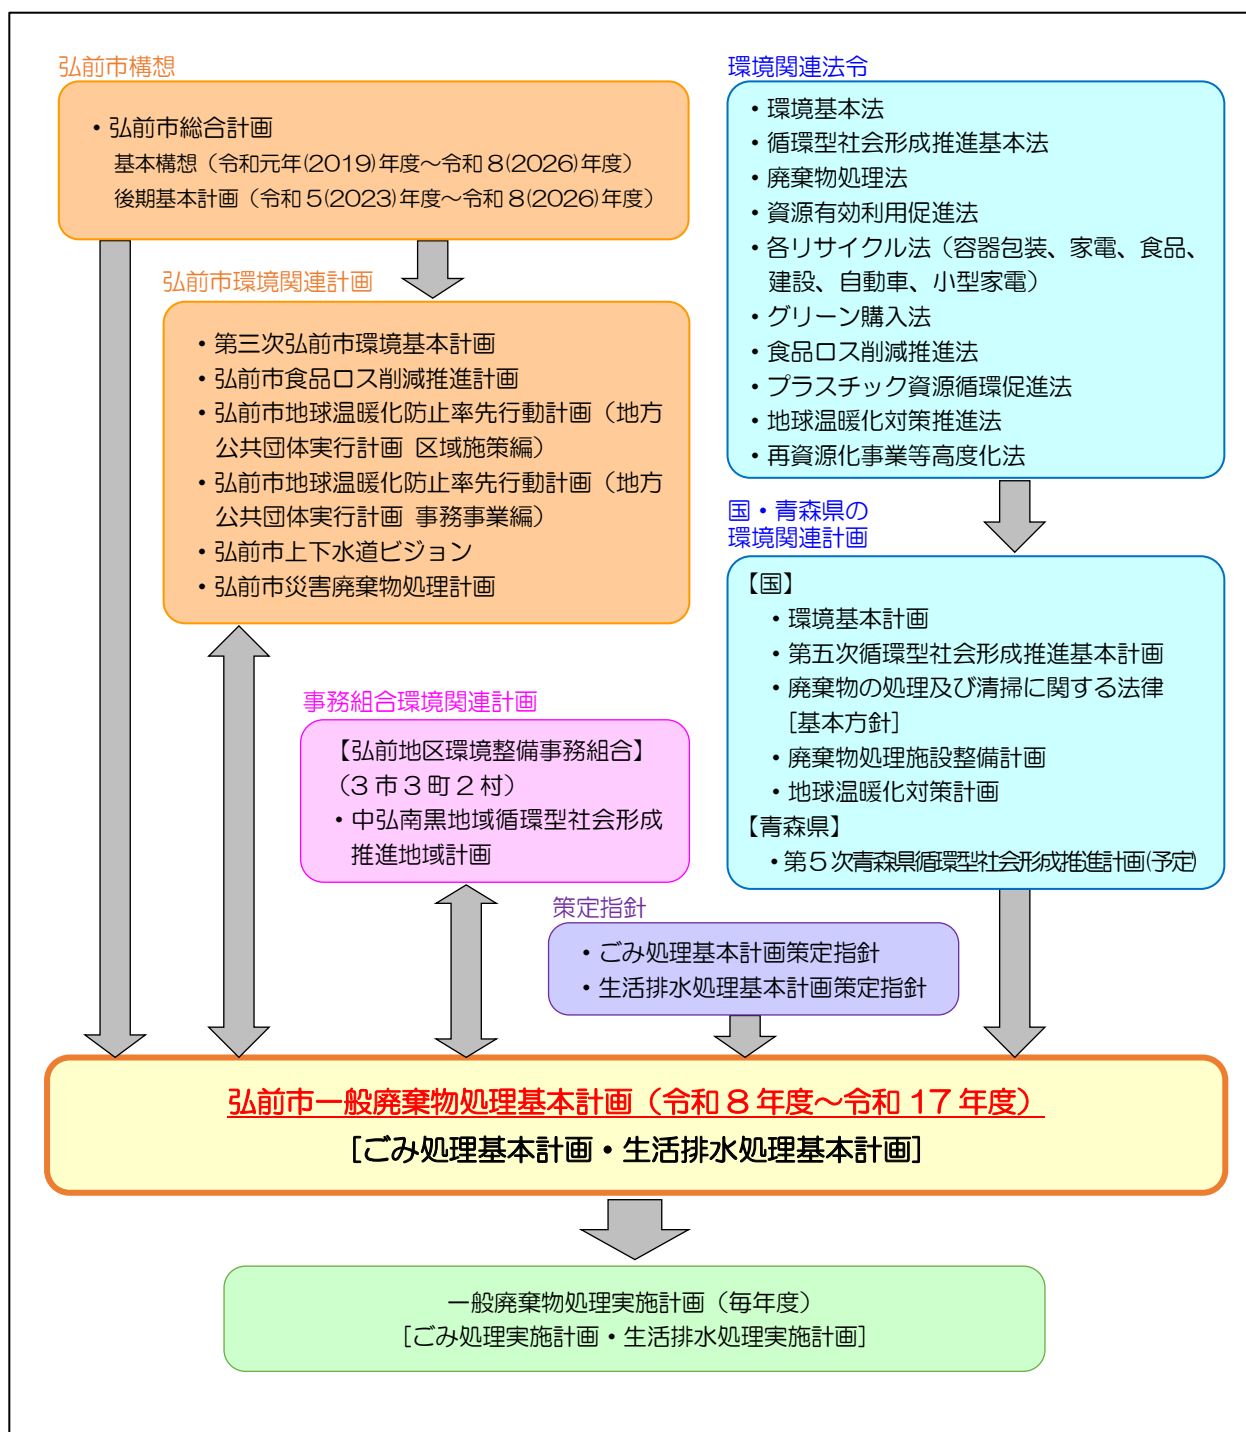 弘前市構想
・弘前市総合計画
基本構想（令和元年(2019)年度～令和８(2026)年度）
後期基本計画（令和５(2023)年度～令和８(2026)年度）
弘前市環境関連計画
・第三次弘前市環境基本計画
・弘前市食品ロス削減推進計画
・弘前市地球温暖化防止率先行動計画（地方
公共団体実行計画 区域施策編）
・弘前市地球温暖化防止率先行動計画（地方
公共団体実行計画 事務事業編）
・弘前市上下水道ビジョン
・弘前市災害廃棄物処理計画
事務組合環境関連計画
【弘前地区環境整備事務組合】
（３市３町２村）
・中弘南黒地域循環型社会形成
推進地域計画
環境関連法令
・環境基本法
・循環型社会形成推進基本法
・廃棄物処理法
・資源有効利用促進法
・各リサイクル法（容器包装、家電、食品、
建設、自動車、小型家電）
・グリーン購入法
・食品ロス削減推進法
・プラスチック資源循環促進法
・地球温暖化対策推進法
・再資源化事業等高度化法
国・青森県の
環境関連計画
【国】
・環境基本計画
・第五次循環型社会形成推進基本計画
・廃棄物の処理及び清掃に関する法律
［基本方針］
・廃棄物処理施設整備計画
・地球温暖化対策計画
【青森県】
・第５次青森県循環型社会形成推進計画(予定)
策定指針
・ごみ処理基本計画策定指針
・生活排水処理基本計画策定指針
弘前市一般廃棄物処理基本計画（令和８年度～令和１７年度）
［ごみ処理基本計画・生活排水処理基本計画］
一般廃棄物処理実施計画（毎年度）
［ごみ処理実施計画・生活排水処理実施計画］